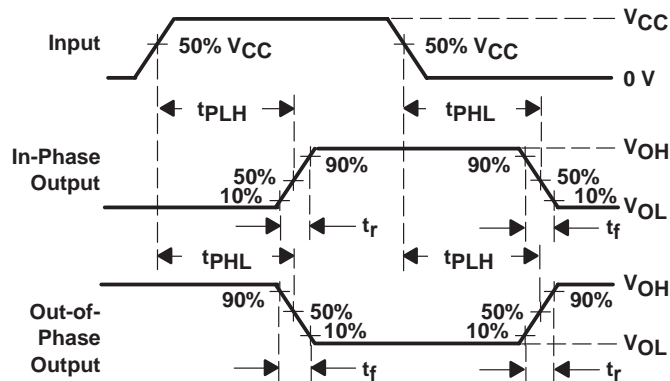 VCC
Input
50% VCC
50% VCC
0 V
tPLH
tPHL
In-Phase
Output
VOH
90%
90%
50%
10%
50%
10%
VOL
tr
tf
tPHL
tPLH
VOH
90%
90%
Out-of-
Phase
Output
50%
10%
50%
10%
VOL
tf
tr